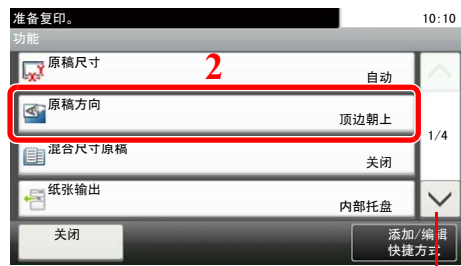 准备复印。 10:10
功能
原稿尺寸
2
自动
原稿方向
顶边朝上
1/4
混合尺寸原稿
关闭
纸张输出
内部托盘
关闭
添加/编辑
快捷方式